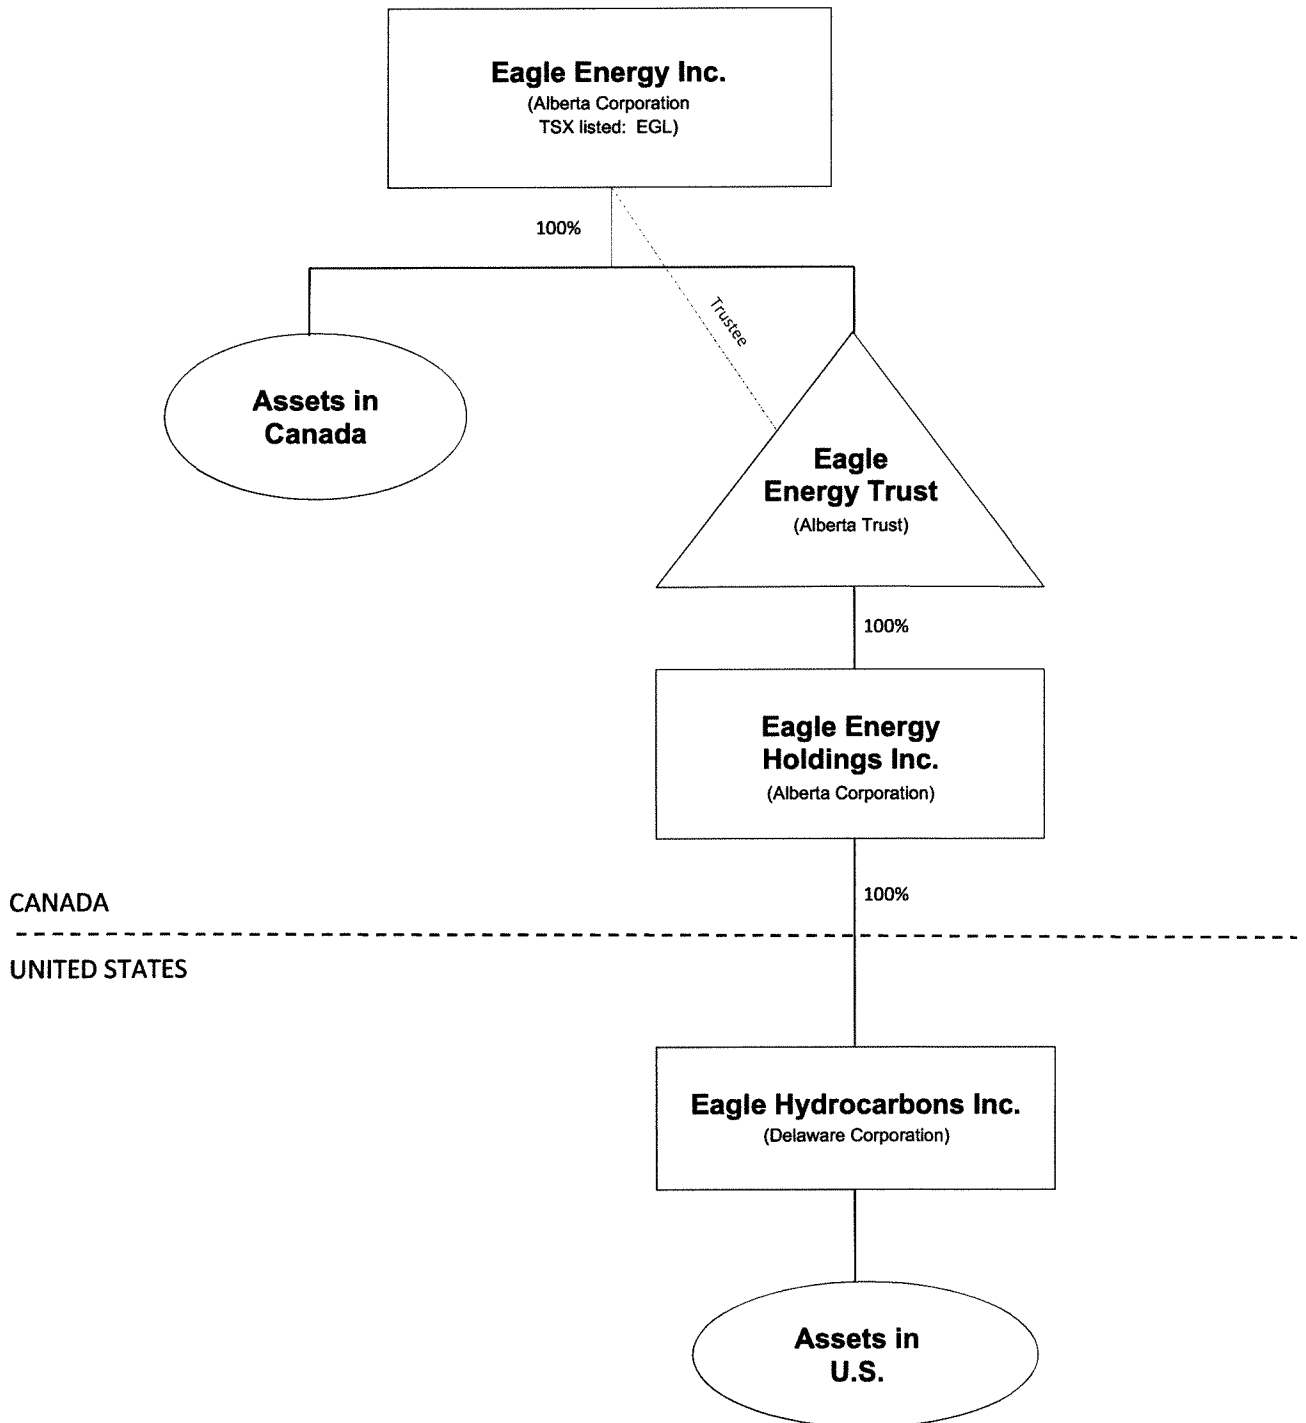 Eagle Energy Inc.
(Alberta Corporation
TSX listed: EGL)
100%
Trustee
Assets in
Canada
Eagle
Energy Trust
(Alberta Trust)
100%
Eagle Energy
Holdings Inc.
(Alberta Corporation)
100%
CANADA
UNITED STATES
Eagle Hydrocarbons Inc.
(Delaware Corporation)
Assets in
U.S.